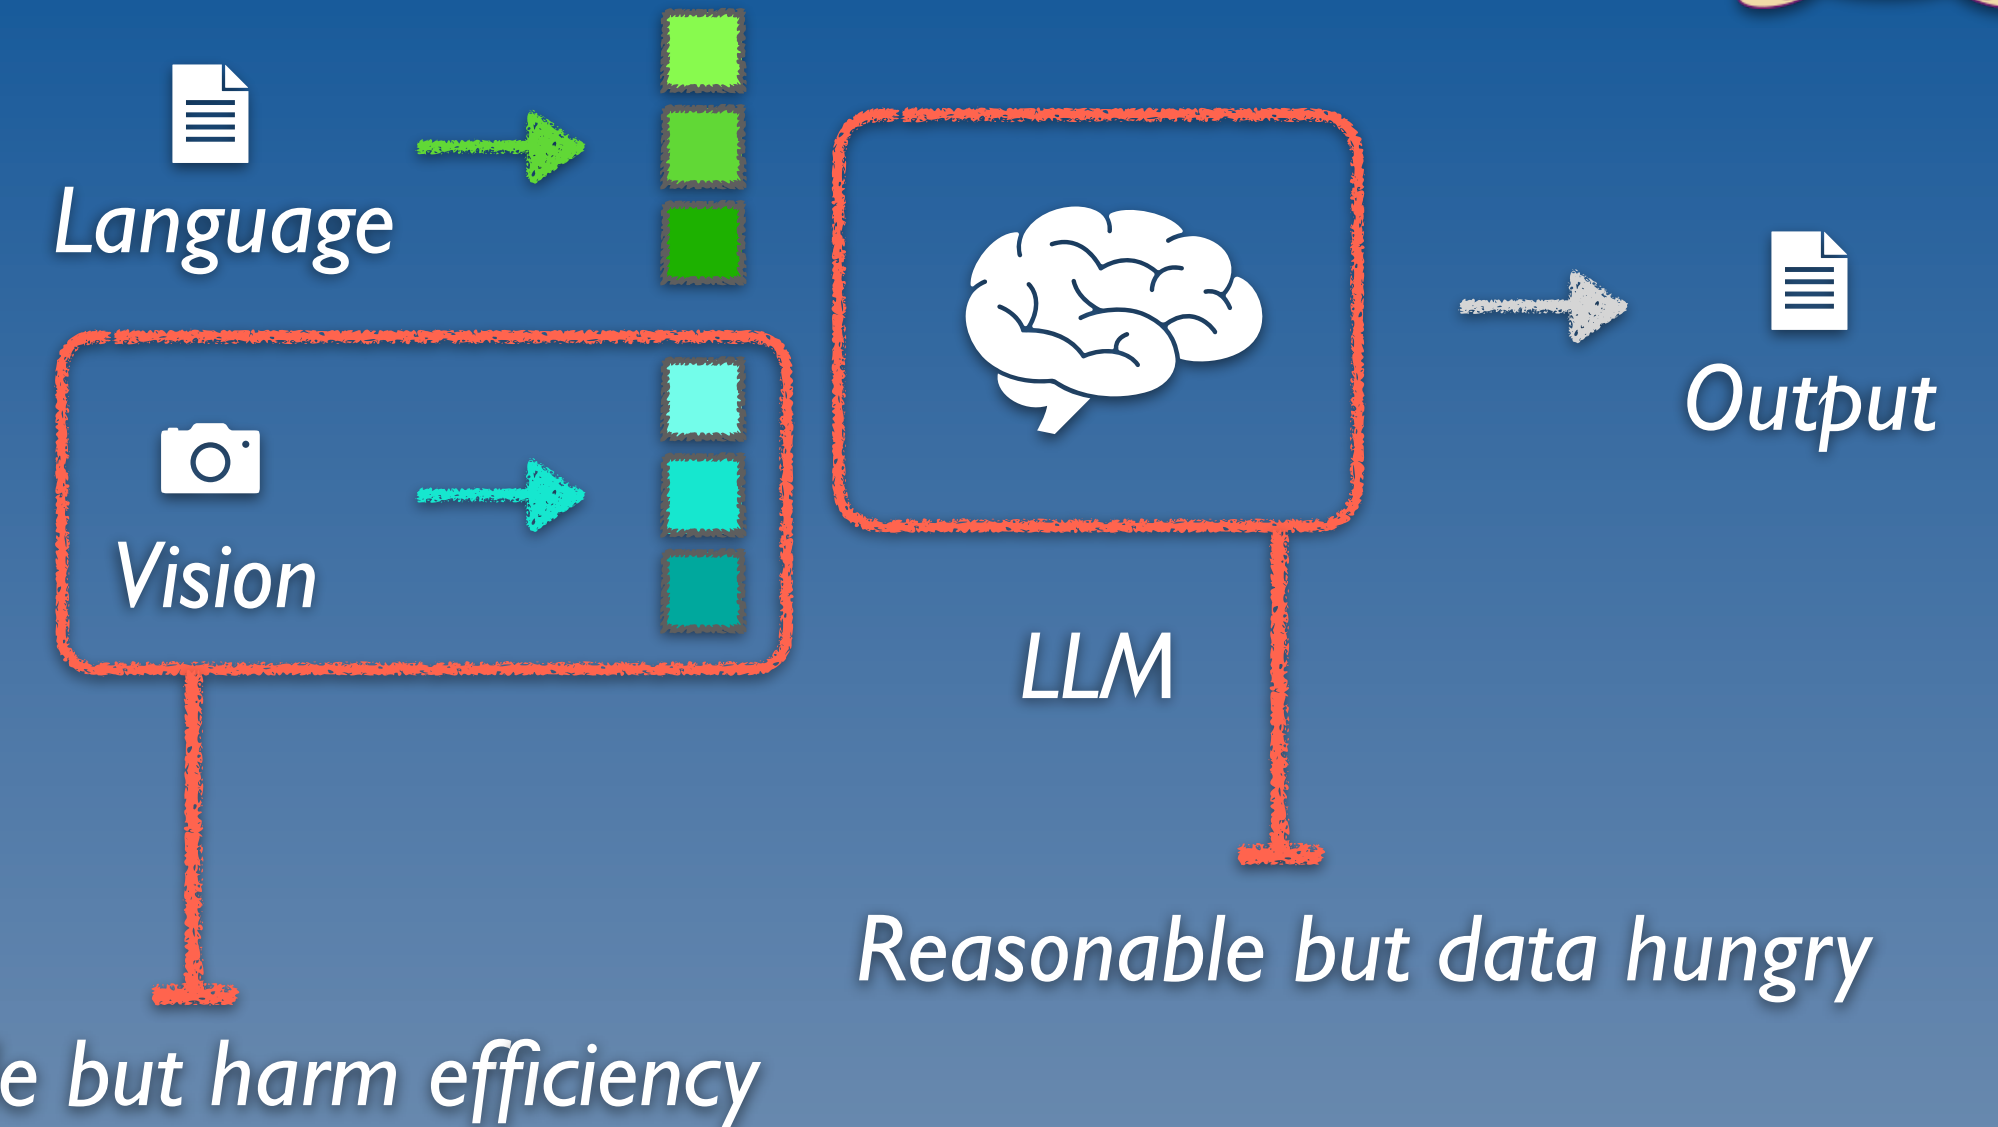 Language
Output
Vision
LLM
Reasonable but data hungry
but harm efficiency